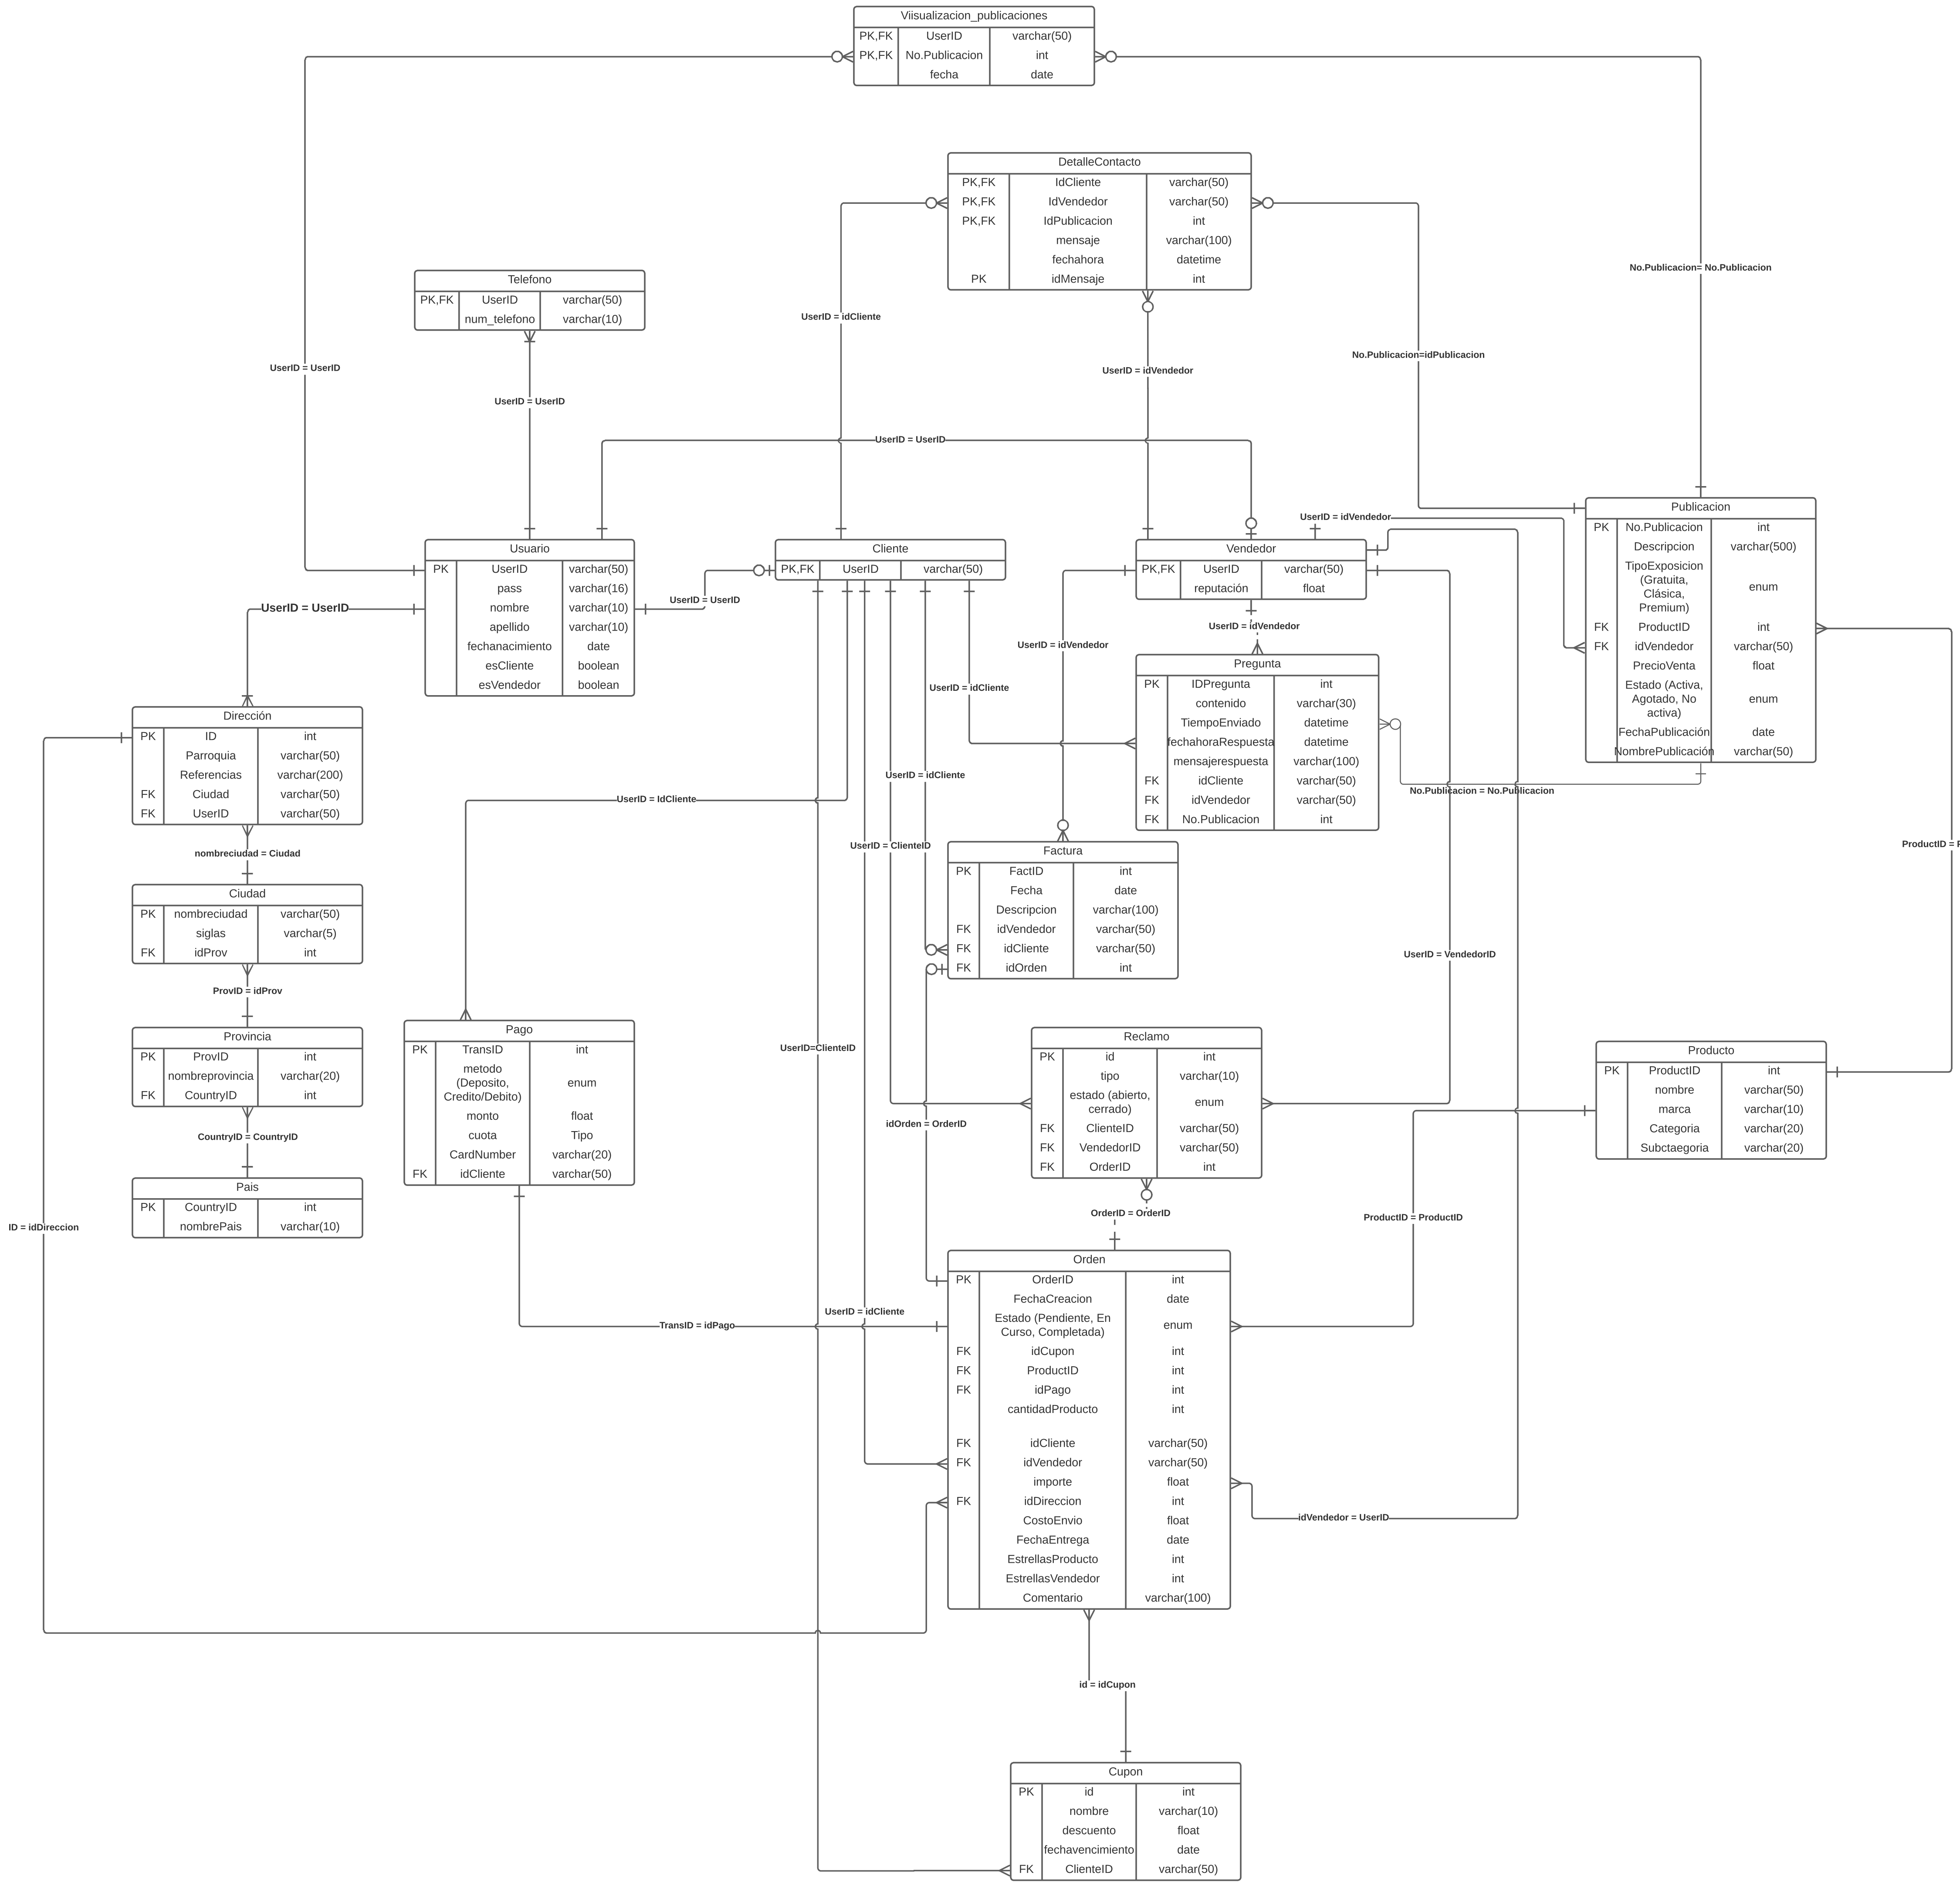 Viisualizacion_publicaciones
PK,FK UserID varchar(50)
PK,FK No.Publicacion int
fecha date
DetalleContacto
PK,FK IdCliente varchar(50)
PK,FK IdVendedor varchar(50)
PK,FK IdPublicacion int
mensaje varchar(100)
fechahora datetime
PK idMensaje int
No.Publicacion= No.Publicacion
Telefono
PK,FK UserID varchar(50)
num_telefono varchar(10)
UserID = idCliente
No.Publicacion=idPublicacion
UserID = UserID
UserID = idVendedor
UserID = UserID
UserID = UserID
UserID = idVendedor
Usuario
PK UserID varchar(50)
pass varchar(16)
nombre varchar(10)
apellido varchar(10)
fechanacimiento date
esCliente boolean
esVendedor boolean
Cliente
PK,FK UserID varchar(50)
Vendedor
PK,FK UserID varchar(50)
reputación float
Publicacion
PK No.Publicacion int
Descripcion varchar(500)
TipoExposicion
(Gratuita,
Clásica,
Premium) enum
FK ProductID int
FK idVendedor varchar(50)
PrecioVenta float
Estado (Activa,
Agotado, No
activa) enum
FechaPublicación date
NombrePublicación varchar(50)
UserID = UserID
UserID = UserID
UserID = idVendedor
UserID = idVendedor
UserID = idCliente
Pregunta
PK IDPregunta int
contenido varchar(30)
TiempoEnviado datetime
fechahoraRespuesta datetime
mensajerespuesta varchar(100)
FK idCliente varchar(50)
FK idVendedor varchar(50)
FK No.Publicacion int
Dirección
PK ID int
Parroquia varchar(50)
Referencias varchar(200)
FK Ciudad varchar(50)
FK UserID varchar(50)
UserID = idCliente
No.Publicacion = No.Publicacion
UserID = IdCliente
UserID = ClienteID
ProductID = P
nombreciudad = Ciudad
Factura
PK FactID int
Fecha date
Descripcion varchar(100)
FK idVendedor varchar(50)
FK idCliente varchar(50)
FK idOrden int
Ciudad
PK nombreciudad varchar(50)
siglas varchar(5)
FK idProv int
UserID = VendedorID
ProvID = idProv
Provincia
PK ProvID int
nombreprovincia varchar(20)
FK CountryID int
Pago
PK TransID int
metodo
(Deposito,
Credito/Debito) enum
monto float
cuota Tipo
CardNumber varchar(20)
FK idCliente varchar(50)
UserID=ClienteID
Reclamo
PK id int
tipo varchar(10)
estado (abierto,
cerrado) enum
FK ClienteID varchar(50)
FK VendedorID varchar(50)
FK OrderID int
Producto
PK ProductID int
nombre varchar(50)
marca varchar(10)
Categoria varchar(20)
Subctaegoria varchar(20)
idOrden = OrderID
CountryID = CountryID
Pais
PK CountryID int
nombrePais varchar(10)
ID = idDireccion
OrderID = OrderID
ProductID = ProductID
UserID = idCliente
TransID = idPago
Orden
PK OrderID int
FechaCreacion date
Estado (Pendiente, En
Curso, Completada) enum
FK idCupon int
FK ProductID int
FK idPago int
cantidadProducto int
FK idCliente varchar(50)
FK idVendedor varchar(50)
importe float
FK idDireccion int
CostoEnvio float
FechaEntrega date
EstrellasProducto int
EstrellasVendedor int
Comentario varchar(100)
idVendedor = UserID
id = idCupon
Cupon
PK id int
nombre varchar(10)
descuento float
fechavencimiento date
FK ClienteID varchar(50)